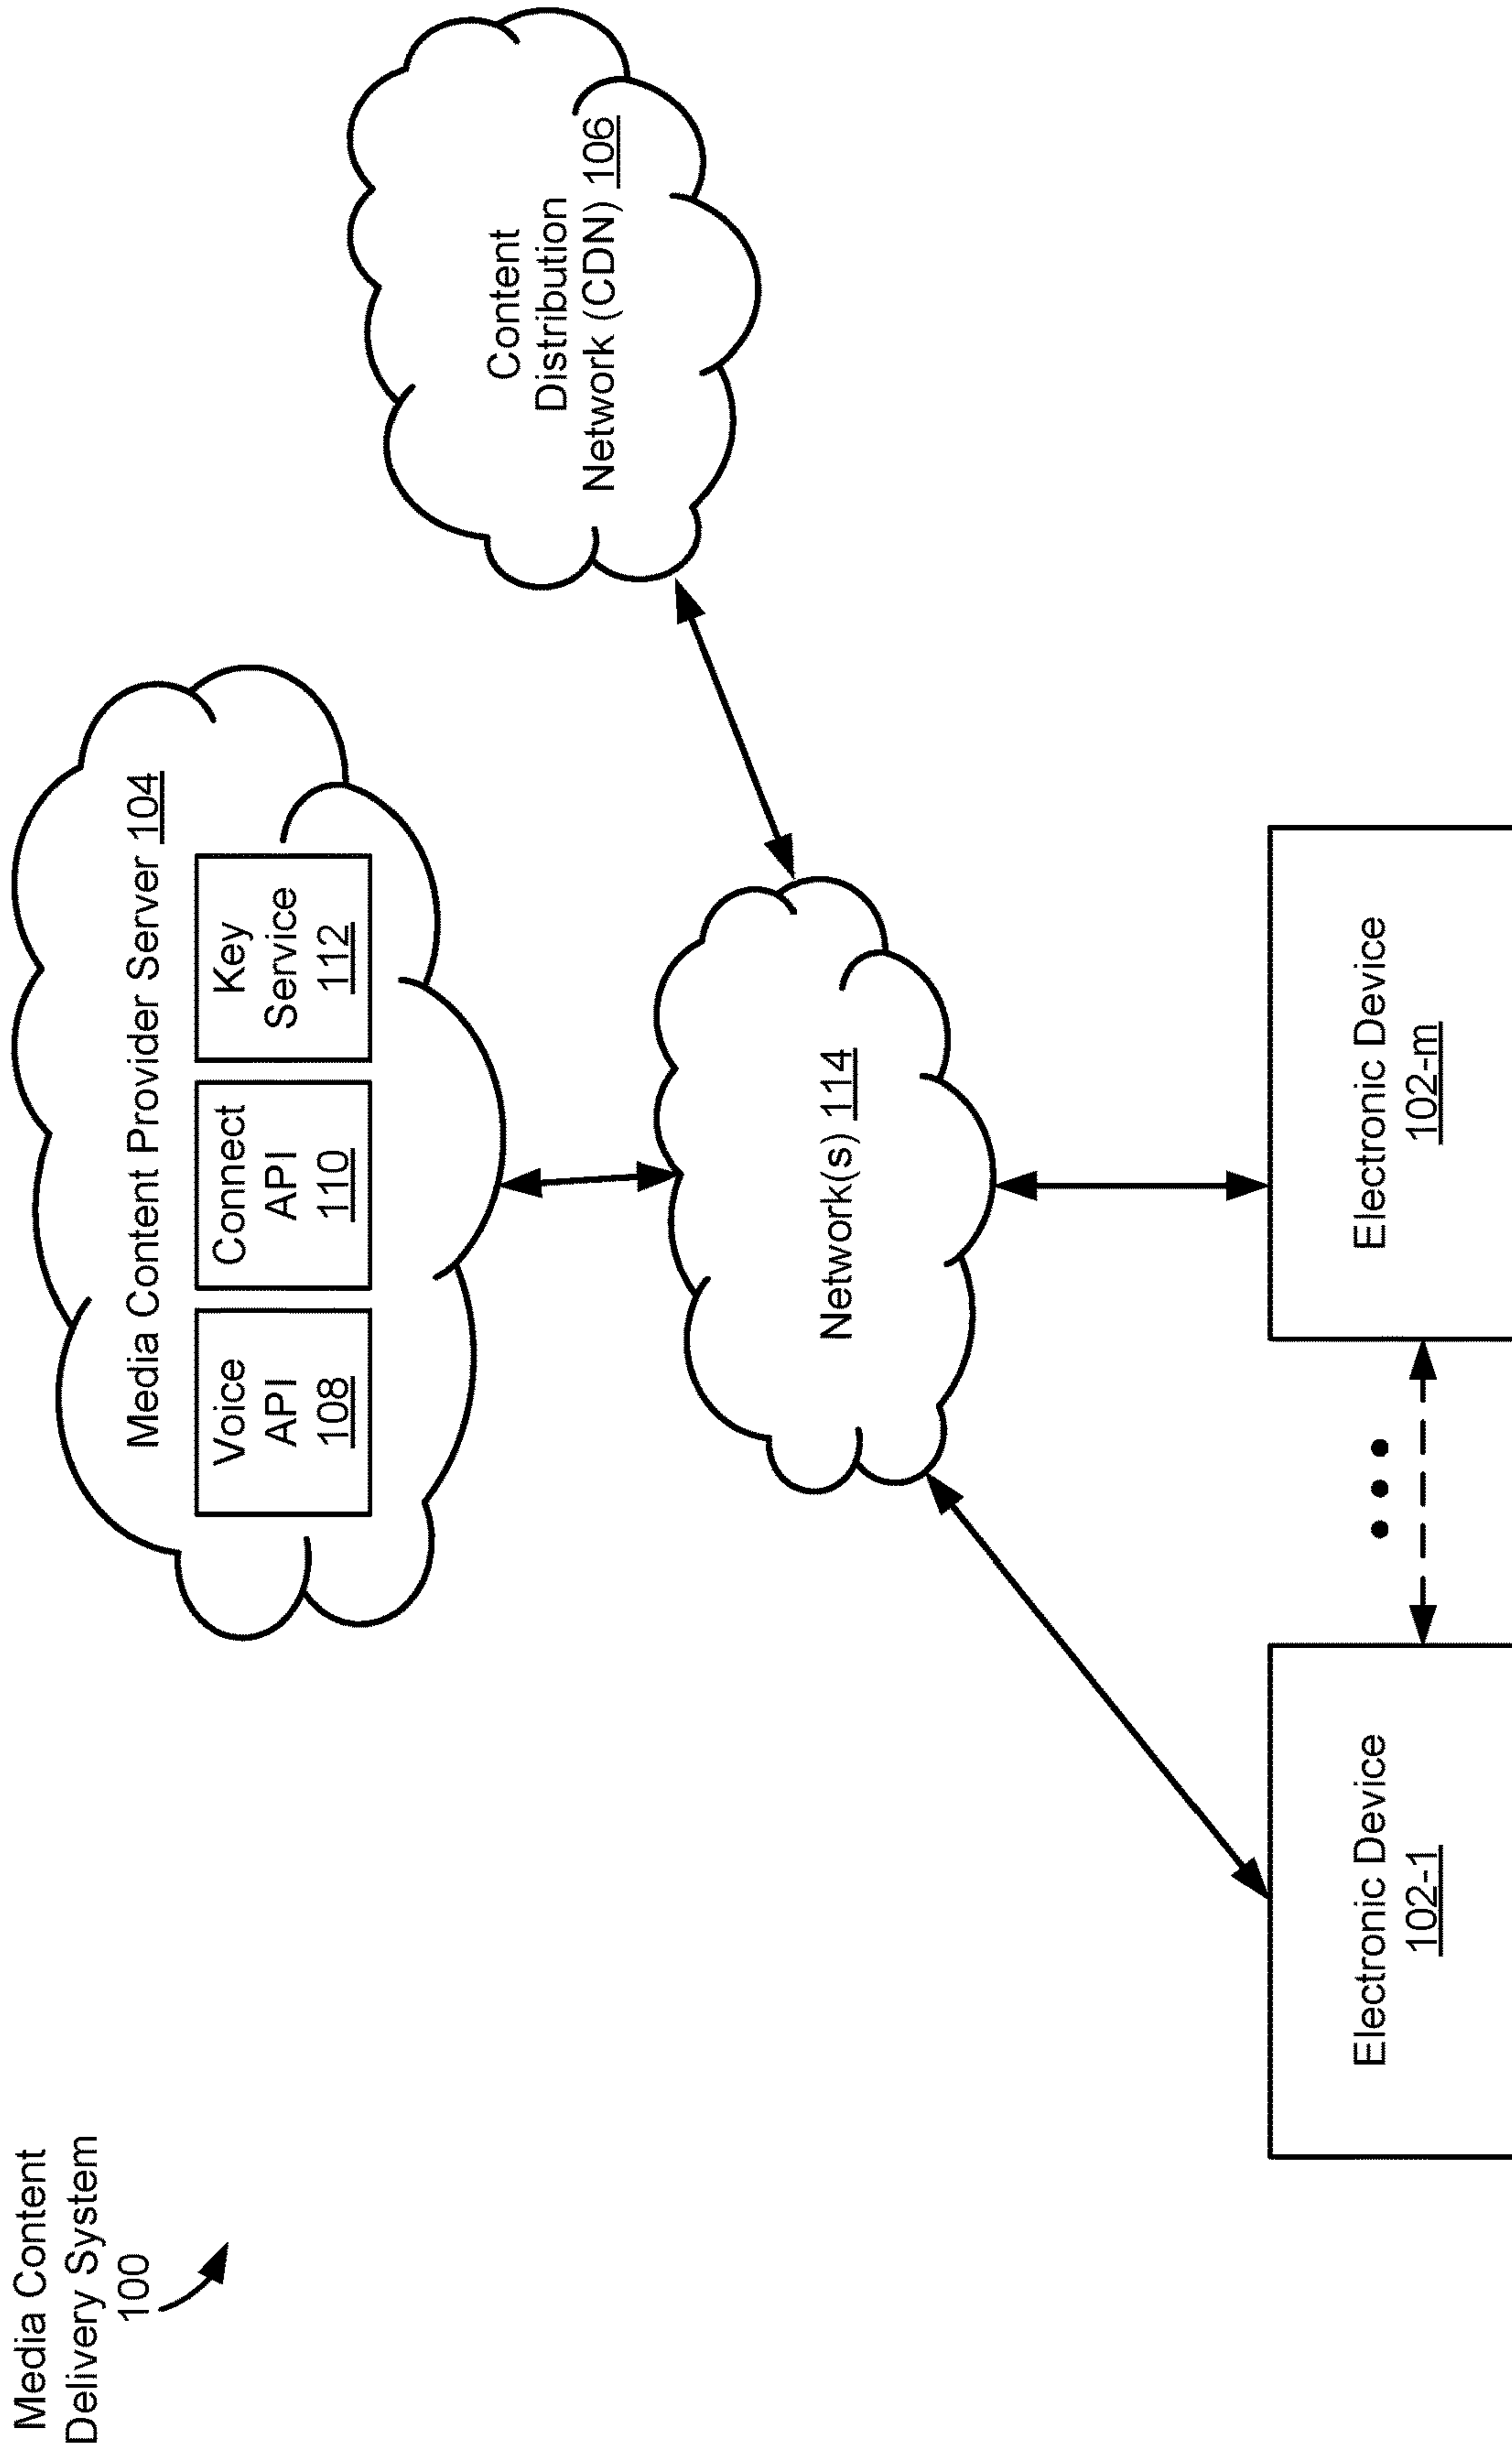 Media Content
Delivery System
100
Media Content Provider Server 104
Voice
API
108
Connect
API
110
Key
Service
112
Content
Distribution
Network (CDN) 106
Network(s) 114
Electronic Device
102-1
Electronic Device
102-m